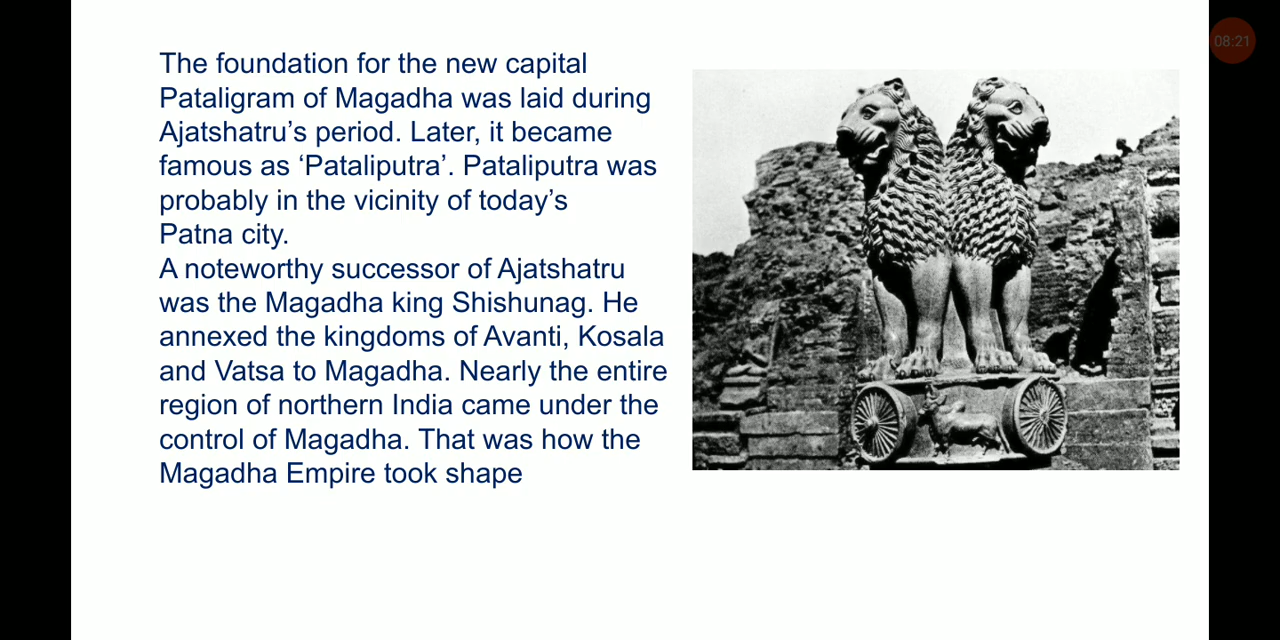 The foundation for the new capital
Pataligram of Magadha was laid during
Ajatshatru’s period. Later, it became
famous as ‘Pataliputra’. Pataliputra was
probably in the vicinity of today’s
Patna city.
A noteworthy successor of Ajatshatru
was the Magadha king Shishunag. He
annexed the kingdoms of Avanti, Kosala
and Vatsa to Magadha. Nearly the entire
region of northern India came under the
control of Magadha. That was how the
Magadha Empire took shape
08:21